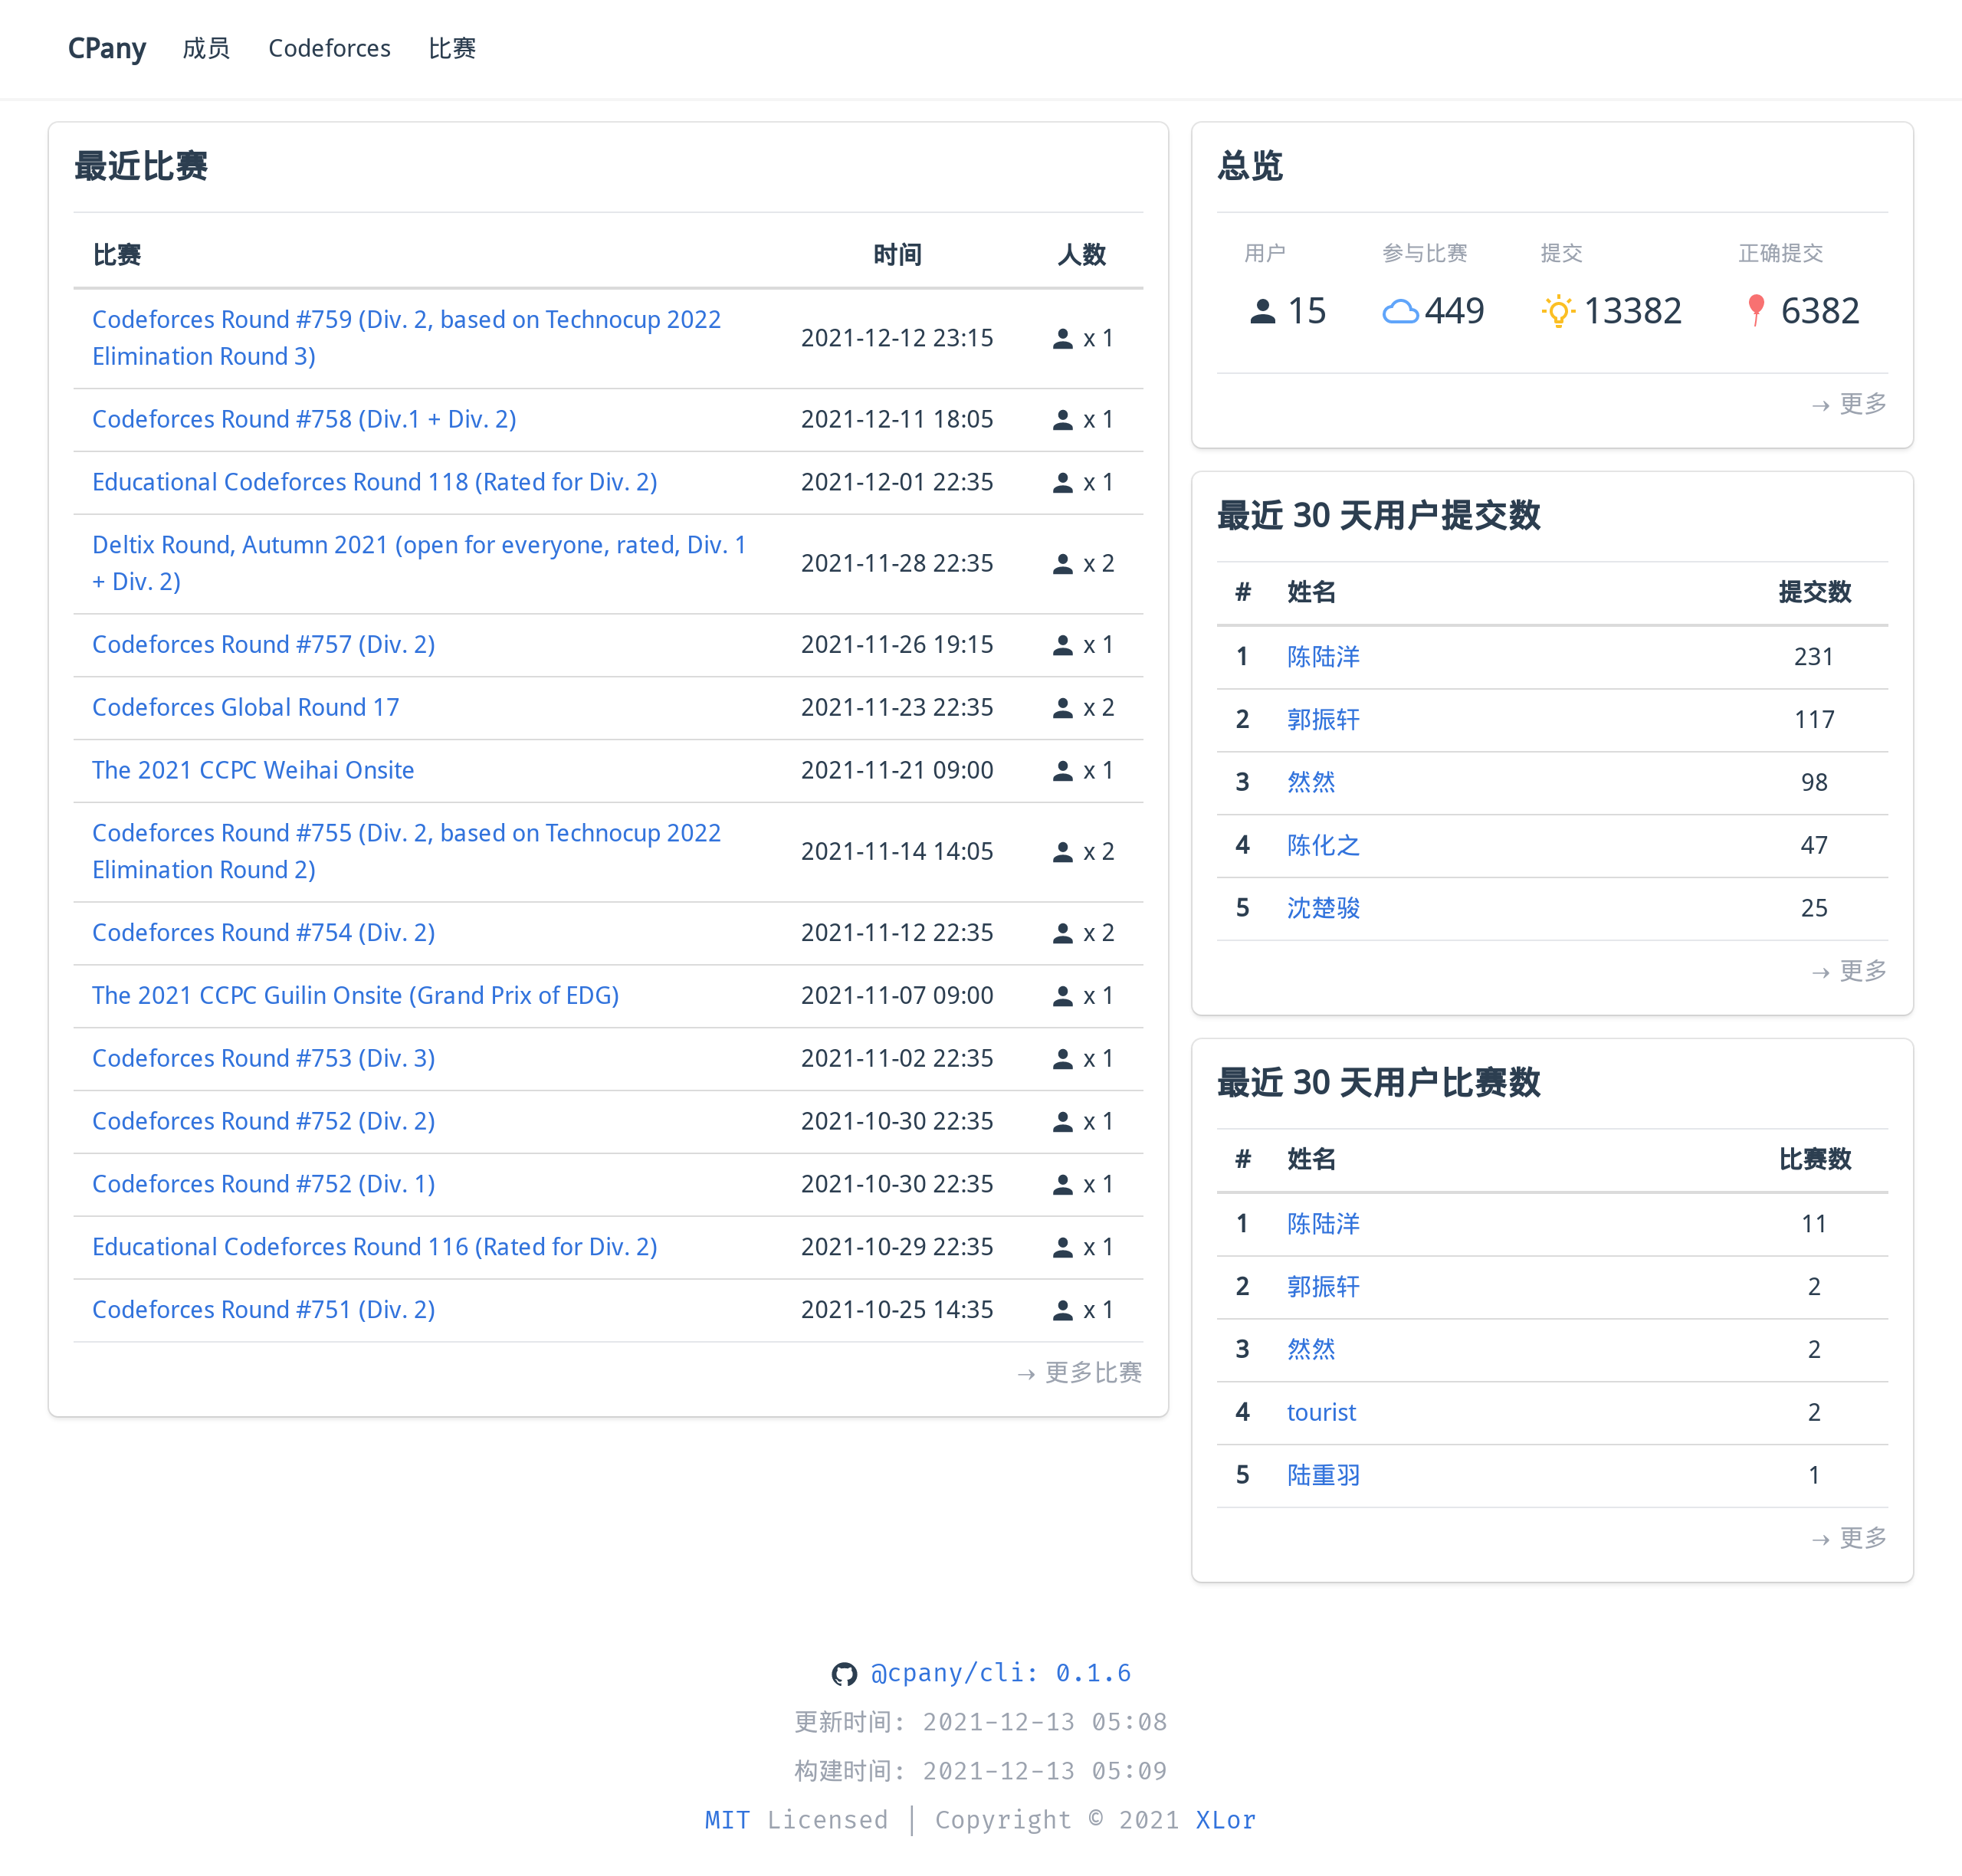 CPany 成员 Codeforces 比赛
最近比赛
比赛 时间 人数
Codeforces Round #759 (Div. 2, based on Technocup 2022
Elimination Round 3) 2021-12-12 23:15 x 1
Codeforces Round #758 (Div.1 + Div. 2) 2021-12-11 18:05 x 1
Educational Codeforces Round 118 (Rated for Div. 2) 2021-12-01 22:35 x 1
Deltix Round, Autumn 2021 (open for everyone, rated, Div. 1
+ Div. 2) 2021-11-28 22:35 x 2
Codeforces Round #757 (Div. 2) 2021-11-26 19:15 x 1
Codeforces Global Round 17 2021-11-23 22:35 x 2
The 2021 CCPC Weihai Onsite 2021-11-21 09:00 x 1
Codeforces Round #755 (Div. 2, based on Technocup 2022
Elimination Round 2) 2021-11-14 14:05 x 2
Codeforces Round #754 (Div. 2) 2021-11-12 22:35 x 2
The 2021 CCPC Guilin Onsite (Grand Prix of EDG) 2021-11-07 09:00 x 1
Codeforces Round #753 (Div. 3) 2021-11-02 22:35 x 1
Codeforces Round #752 (Div. 2) 2021-10-30 22:35 x 1
Codeforces Round #752 (Div. 1) 2021-10-30 22:35 x 1
Educational Codeforces Round 116 (Rated for Div. 2) 2021-10-29 22:35 x 1
Codeforces Round #751 (Div. 2) 2021-10-25 14:35 x 1
→ 更多比赛
总览
用户 参与比赛 提交 正确提交
15 449 13382 6382
→ 更多
最近 30 天用户提交数
# 姓名 提交数
1 陈陆洋 231
2 郭振轩 117
3 然然 98
4 陈化之 47
5 沈楚骏 25
→ 更多
最近 30 天用户比赛数
# 姓名 比赛数
1 陈陆洋 11
2 郭振轩 2
3 然然 2
4 tourist 2
5 陆重羽 1
→ 更多
@cpany/cli: 0.1.6
更新时间: 2021-12-13 05:08
构建时间: 2021-12-13 05:09
MIT Licensed | Copyright © 2021 XLor